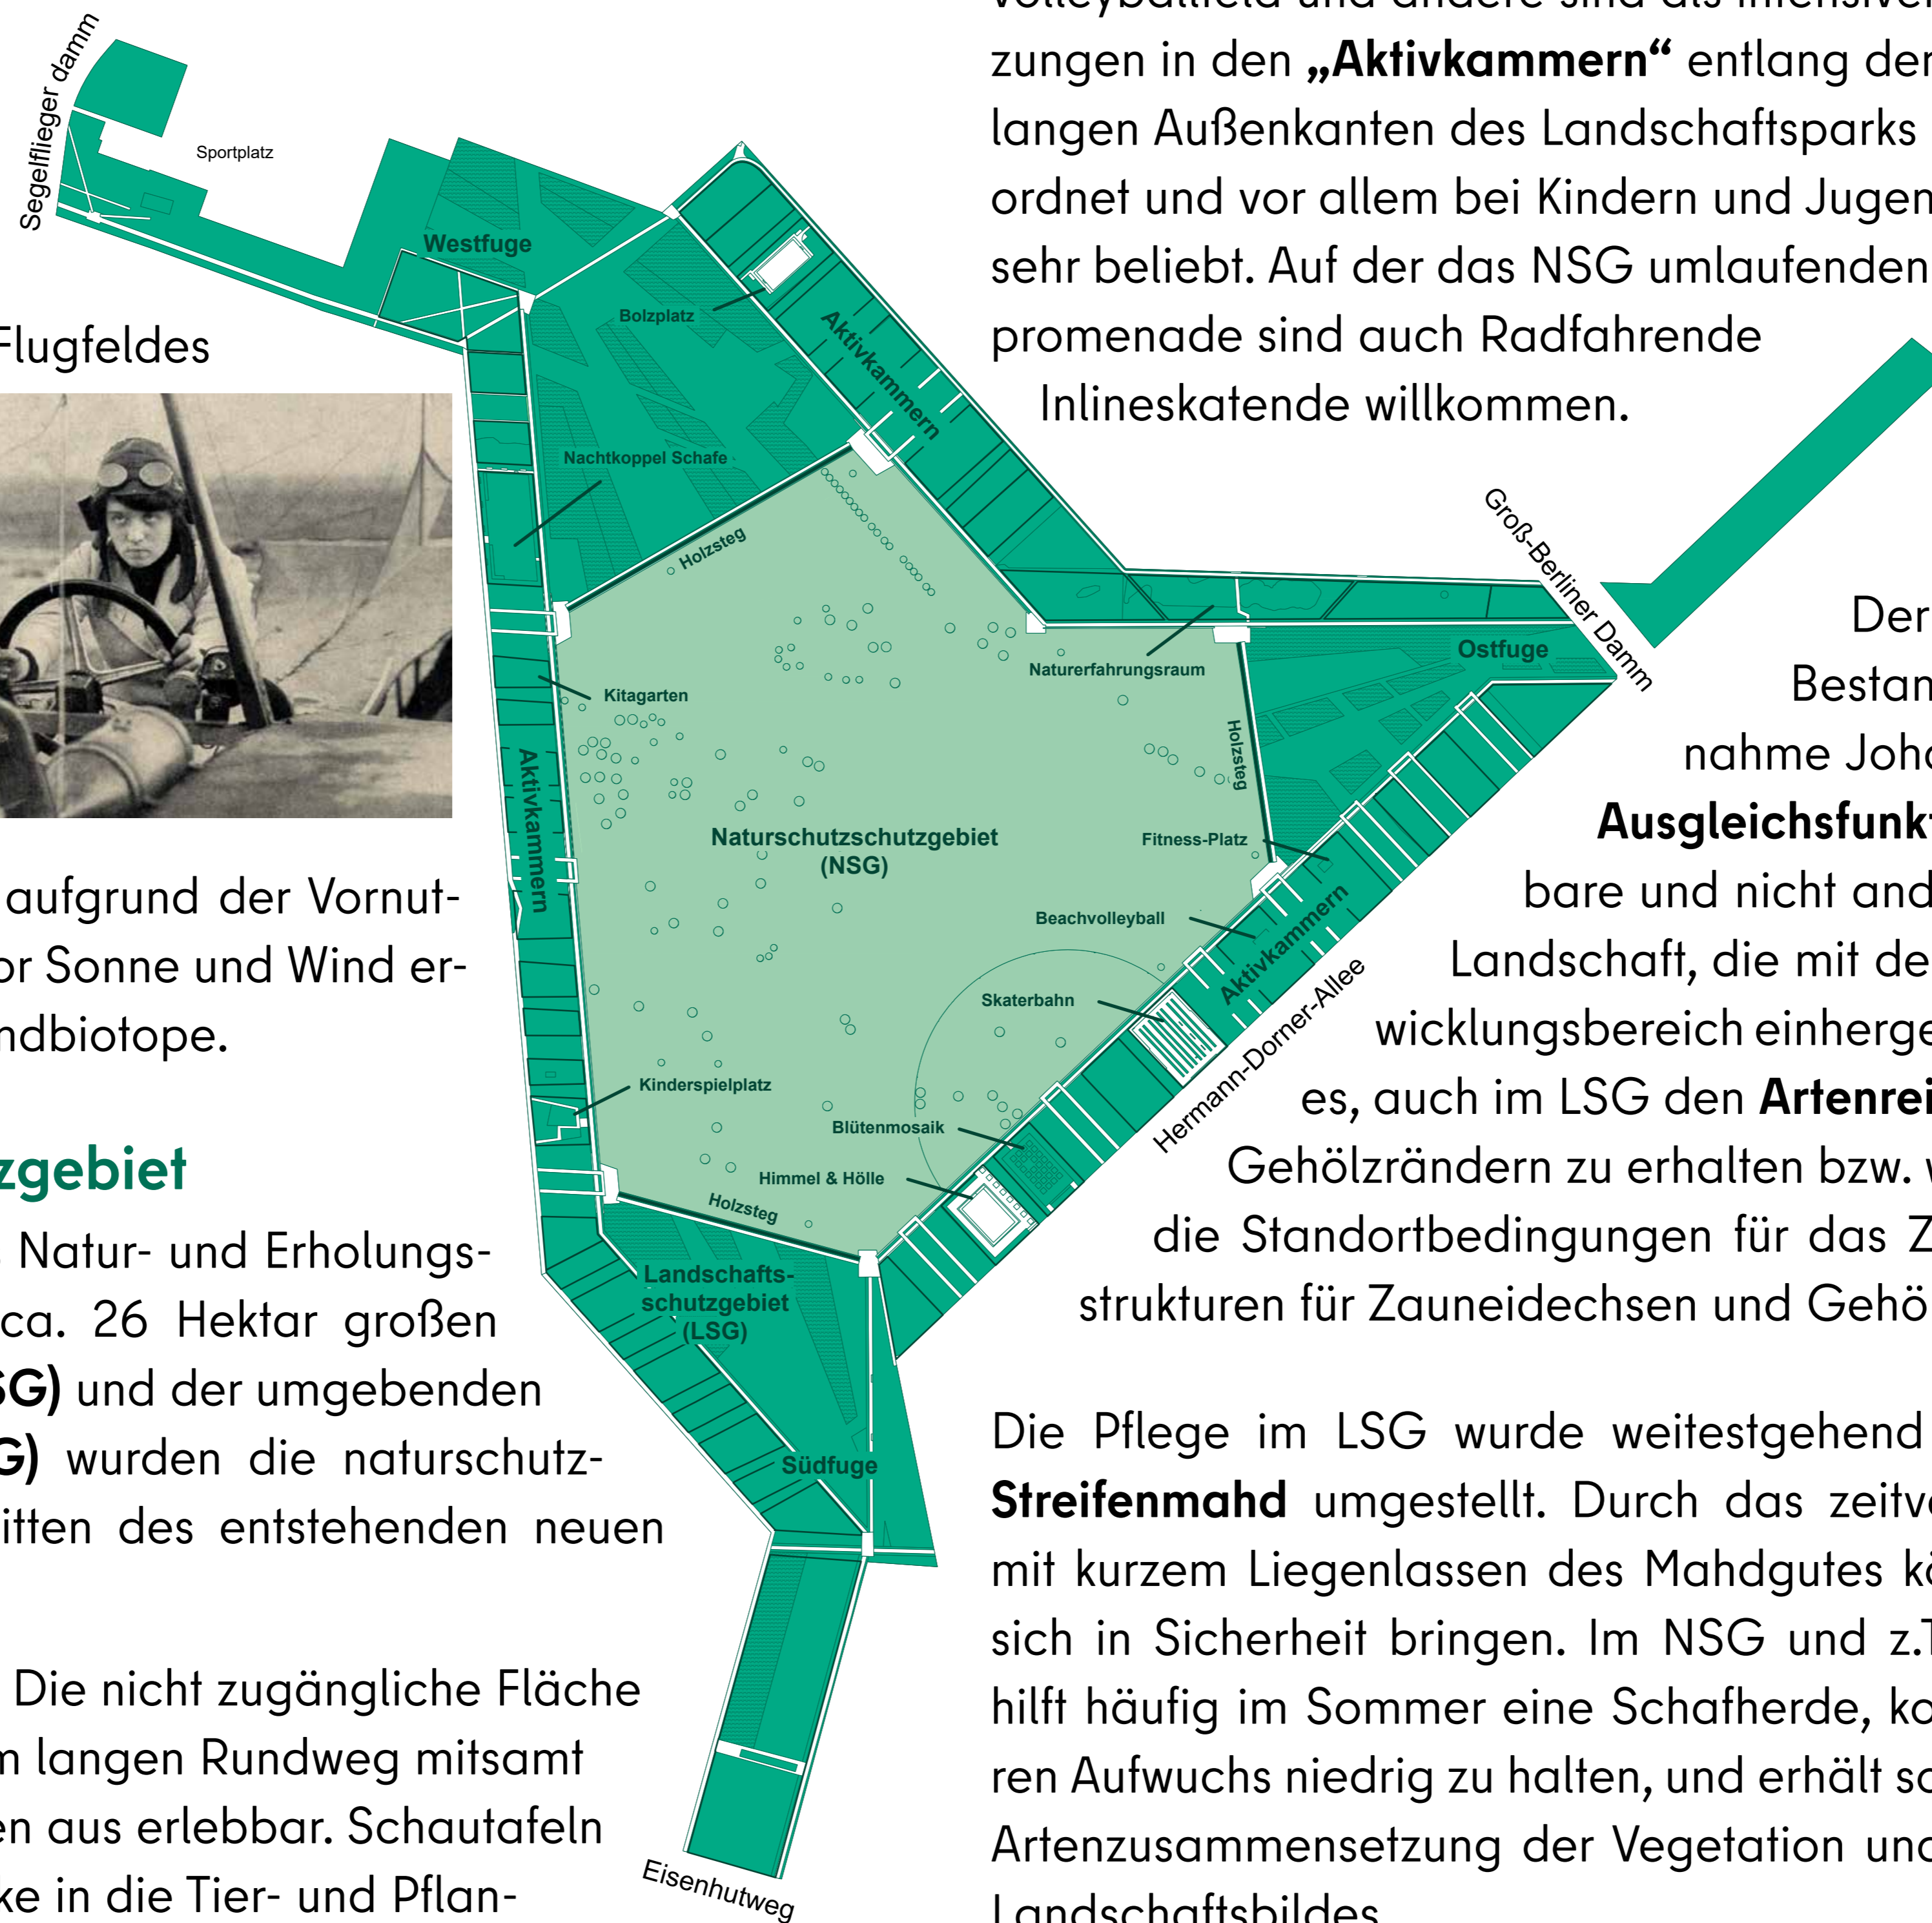 Flugfeldes
aufgrund der Vornut-
or Sonne und Wind er-
ndbiotope.
zgebiet
Natur- und Erholungs-
ca. 26 Hektar großen
SG) und der umgebenden
G) wurden die naturschutz-
itten des entstehenden neuen
Die nicht zugängliche Fläche
m langen Rundweg mitsamt
en aus erlebbar. Schautafeln
ke in die Tier- und Pflan-
Segelflieger damm
Sportplatz
Westfuge
Bolzplatz
Aktivkammern
Nachtkoppel Schafe
Holzsteg
Groß-Berliner Damm
Naturerfahrungsraum
Ostfuge
Kitagarten
Holzsteg
Aktivkammern
Naturschutzschutzgebiet
(NSG)
Fitness-Platz
Beachvolleyball
Aktivkammern
Skaterbahn
Hermann-Dorner-Allee
Kinderspielplatz
Blütenmosaik
Himmel & Hölle
Holzsteg
Landschafts-
schutzgebiet
(LSG)
Südfuge
Eisenhutweg
Volleyballfeld und andere sind als intensiver
zungen in den „Aktivkammern“ entlang der
langen Außenkanten des Landschaftsparks
ordnet und vor allem bei Kindern und Jugen
sehr beliebt. Auf der das NSG umlaufenden
promenade sind auch Radfahrende
Inlineskatende willkommen.
Der
Bestan
nahme Joha
Ausgleichsfunkt
bare und nicht and
Landschaft, die mit de
wicklungsbereich einherge
es, auch im LSG den Artenrei
Gehölzrändern zu erhalten bzw. w
die Standortbedingungen für das Z
strukturen für Zauneidechsen und Gehö
Die Pflege im LSG wurde weitestgehend
Streifenmahd umgestellt. Durch das zeitve
mit kurzem Liegenlassen des Mahdgutes kö
sich in Sicherheit bringen. Im NSG und z.T
hilft häufig im Sommer eine Schafherde, ko
ren Aufwuchs niedrig zu halten, und erhält so
Artenzusammensetzung der Vegetation und
Landschaftsbildes